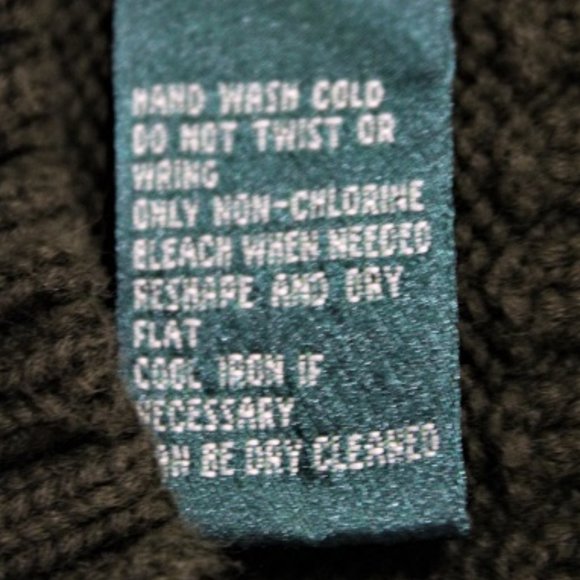 HAND WASH COLD
DO NOT TWIST OR
WRING
ONLY NON-CHLORINE
BLEACH WHEN NEEDED
RESHAPE AND DRY
FLAT
COOL IRON IF
NECESSARY
CAN BE DRY CLEANED